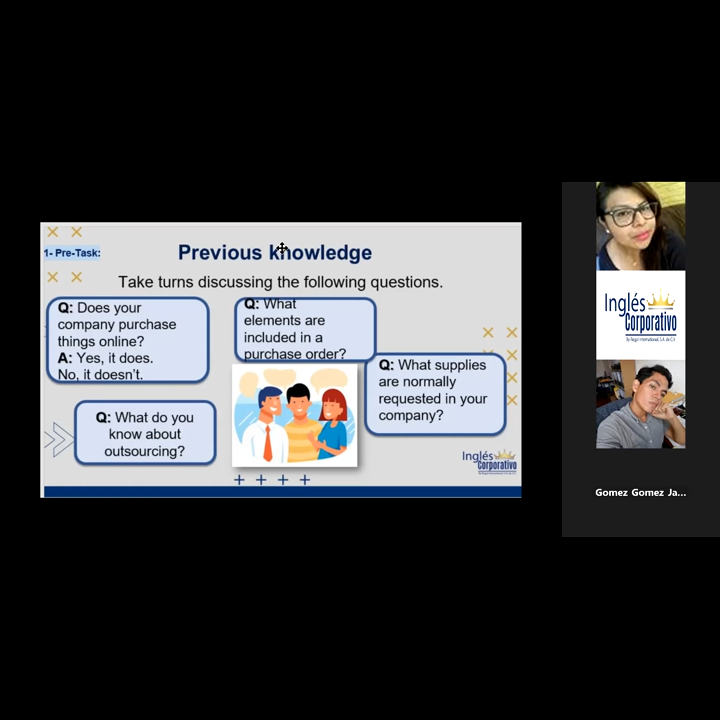 1- Pre-Task:
Previous knowledge
Take turns discussing the following questions.
Q: Does your
company purchase
things online?
A: Yes, it does.
No, it doesn't.
Q: What
elements are
included in a
purchase order?
Q: What supplies
are normally
requested in your
company?
Q: What do you
know about
outsourcing?
Inglés
Corporativo
Inglés
Corporativo
Gomez Gomez Ja...